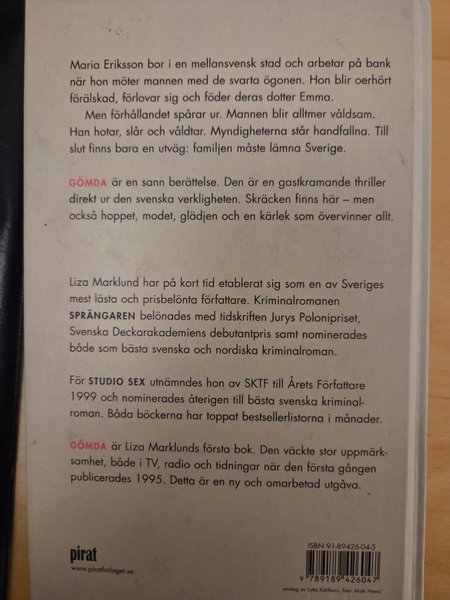 Maria Eriksson bor i en mellansvensk stad och arbetar på bank
när hon möter mannen med de svarta ögonen. Hon blir oerhört
förälskad, förlovar sig och föder deras dotter Emma.
Men förhållandet spårar ur. Mannen blir alltmer våldsam.
Han hotar, slår och våldtar. Myndigheterna står handfallna. Till
slut finns bara en utväg: familjen måste lämna Sverige.
GÖMDA är en sann berättelse. Den är en gastkramande thriller
direkt ur den svenska verkligheten. Skräcken finns här – men
också hoppet, modet, glädjen och en kärlek som övervinner allt.
Liza Marklund har på kort tid etablerat sig som en av Sveriges
mest lästa och prisbelönta författare. Kriminalromanen
SPRÄNGAREN belönades med tidskriften Jurys Polonipriset,
Svenska Deckarakademiens debutantpris samt nominerades
både som bästa svenska och nordiska kriminalroman.
För STUDIO SEX utnämndes hon av SKTF till Årets Författare
1999 och nominerades återigen till bästa svenska kriminal-
roman. Båda böckerna har toppat bestsellerlistorna i månader.
GÖMDA är Liza Marklunds första bok. Den väckte stor uppmärk-
samhet, både i TV, radio och tidningar när den första gången
publicerades 1995. Detta är en ny och omarbetad utgåva.
pirat
www.piratforlaget.se
ISBN 91-89426-04-5
9 789189 426047
omslag av Lotta Kühlhorn, foto: Matt Niemi